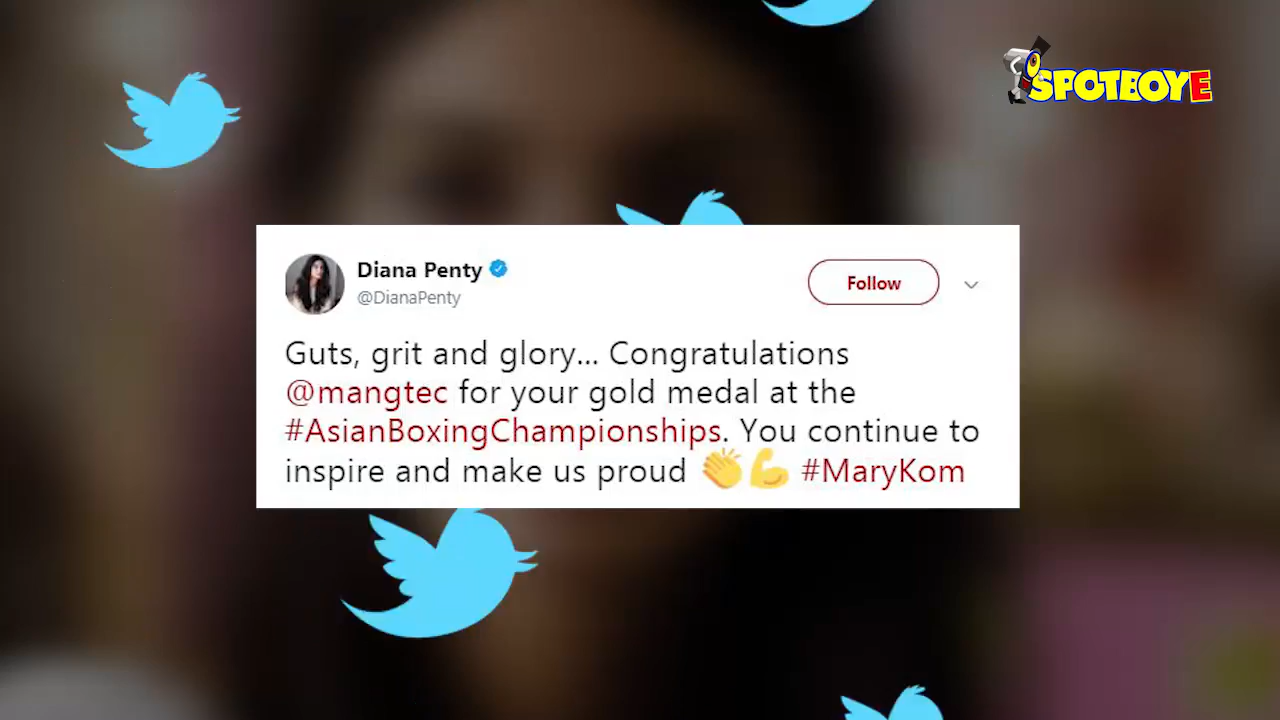 SPOTBOYE
Diana Penty
@DianaPenty
Follow
Guts, grit and glory... Congratulations
@mangtec for your gold medal at the
#AsianBoxingChampionships. You continue to
inspire and make us proud 👏💪 #MaryKom